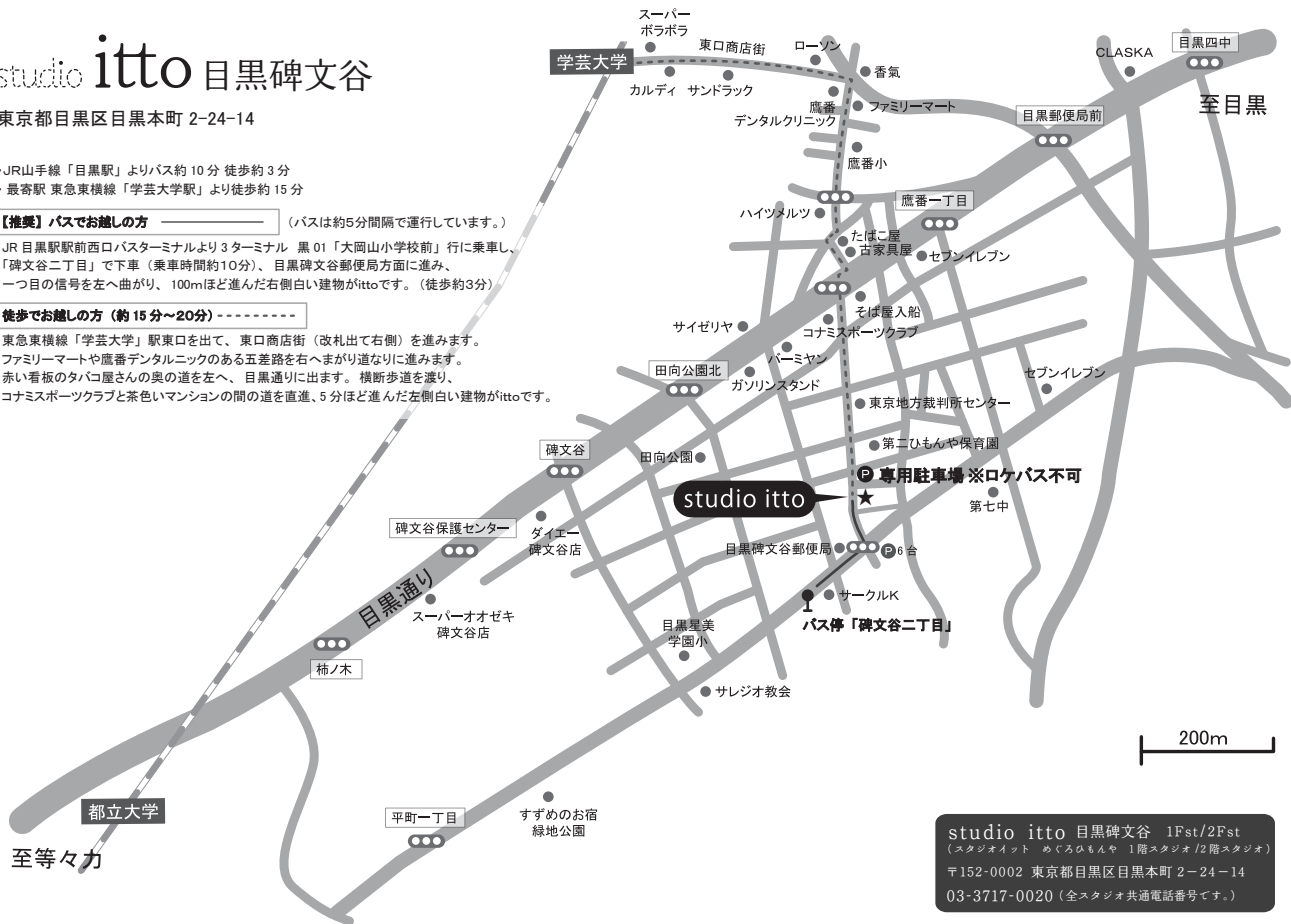 studio itto 目黒碑文谷
東京都目黒区目黒本町 2-24-14
・JR山手線「目黒駅」よりバス約 10 分 徒歩約 3 分
・最寄駅 東急東横線「学芸大学駅」より徒歩約 15 分
【推奨】バスでお越しの方 （バスは約5分間隔で運行しています。）
JR 目黒駅駅前西口バスターミナルより 3 ターミナル 黒 01「大岡山小学校前」行に乗車し、
「碑文谷二丁目」で下車（乗車時間約10分）、目黒碑文谷郵便局方面に進み、
一つ目の信号を左へ曲がり、100mほど進んだ右側白い建物がittoです。（徒歩約3分）
徒歩でお越しの方（約 15 分～20分）
東急東横線「学芸大学」駅東口を出て、東口商店街（改札出て右側）を進みます。
ファミリーマートや鷹番デンタルニックのある五差路を右へまがり道なりに進みます。
赤い看板のタバコ屋さんの奥の道を左へ、目黒通りに出ます。横断歩道を渡り、
コナミスポーツクラブと茶色いマンションの間の道を直進、5 分ほど進んだ左側白い建物がittoです。
スーパー
ボラボラ
学芸大学
東口商店街
ローソン
カルディ
サンドラック
香氣
鷹番
デンタルクリニック
ファミリーマート
鷹番小
CLASKA
目黒四中
至目黒
目黒郵便局前
ハイツメルツ
鷹番一丁目
たばこ屋
古家具屋
セブンイレブン
そば屋入船
サイゼリヤ
コナミスポーツクラブ
バーミヤン
田向公園北
ガソリンスタンド
セブンイレブン
東京地方裁判所センター
碑文谷
田向公園
第二ひもんや保育園
P 専用駐車場 ※ロケバス不可
studio itto
★
第七中
碑文谷保護センター
ダイエー
碑文谷店
目黒碑文谷郵便局
P 6 台
目黒通り
スーパーオオゼキ
碑文谷店
サークルK
バス停「碑文谷二丁目」
目黒星美
学園小
柿ノ木
サレジオ教会
200m
都立大学
至等々力
平町一丁目
すずめのお宿
緑地公園
studio itto 目黒碑文谷 1Fst/2Fst
（スタジオイット めぐろひもんや 1階スタジオ/2階スタジオ）
〒152-0002 東京都目黒区目黒本町 2－24－14
03-3717-0020（全スタジオ共通電話番号です。）